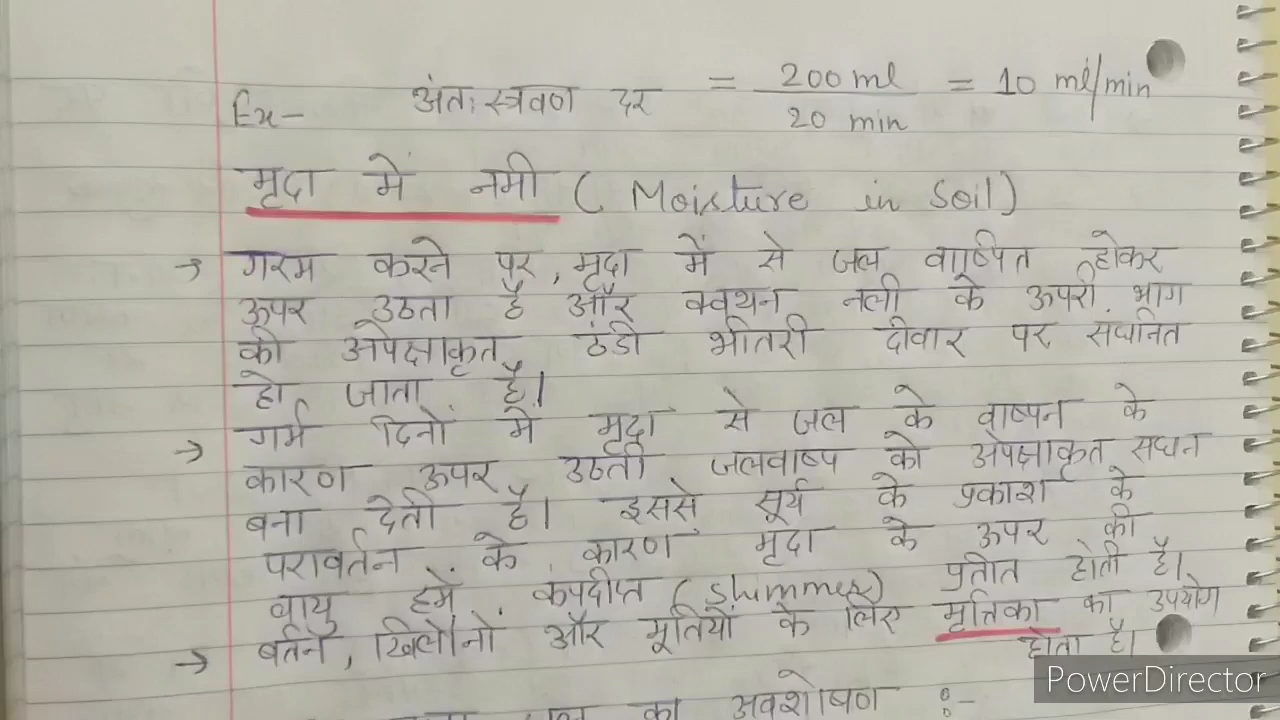 Ex- अंतः स्त्रवण दर = 200 ml / 20 min = 10 ml/min
मृदा में नमी ( Moisture in Soil )
→ गरम करने पर, मृदा में से जल वाष्पित होकर
ऊपर उठता है और क्वथन नली के ऊपरी भाग
की अपेक्षाकृत ठंडी भीतरी दीवार पर संघनित
हो जाता है।
→ गर्म दिनों में मृदा से जल के वाष्पन के
कारण ऊपर उठती जलवाष्प को अपेक्षाकृत सघन
बना देती है। इससे सूर्य के प्रकाश के
परावर्तन के कारण मृदा के ऊपर की
वायु हमें कंपदीप्त ( Shimmer ) प्रतीत होती है।
→ बर्तन, खिलौनों और मूर्तियों के लिए मृत्तिका का उपयोग
होता है।
का अवशोषण :-
PowerDirector